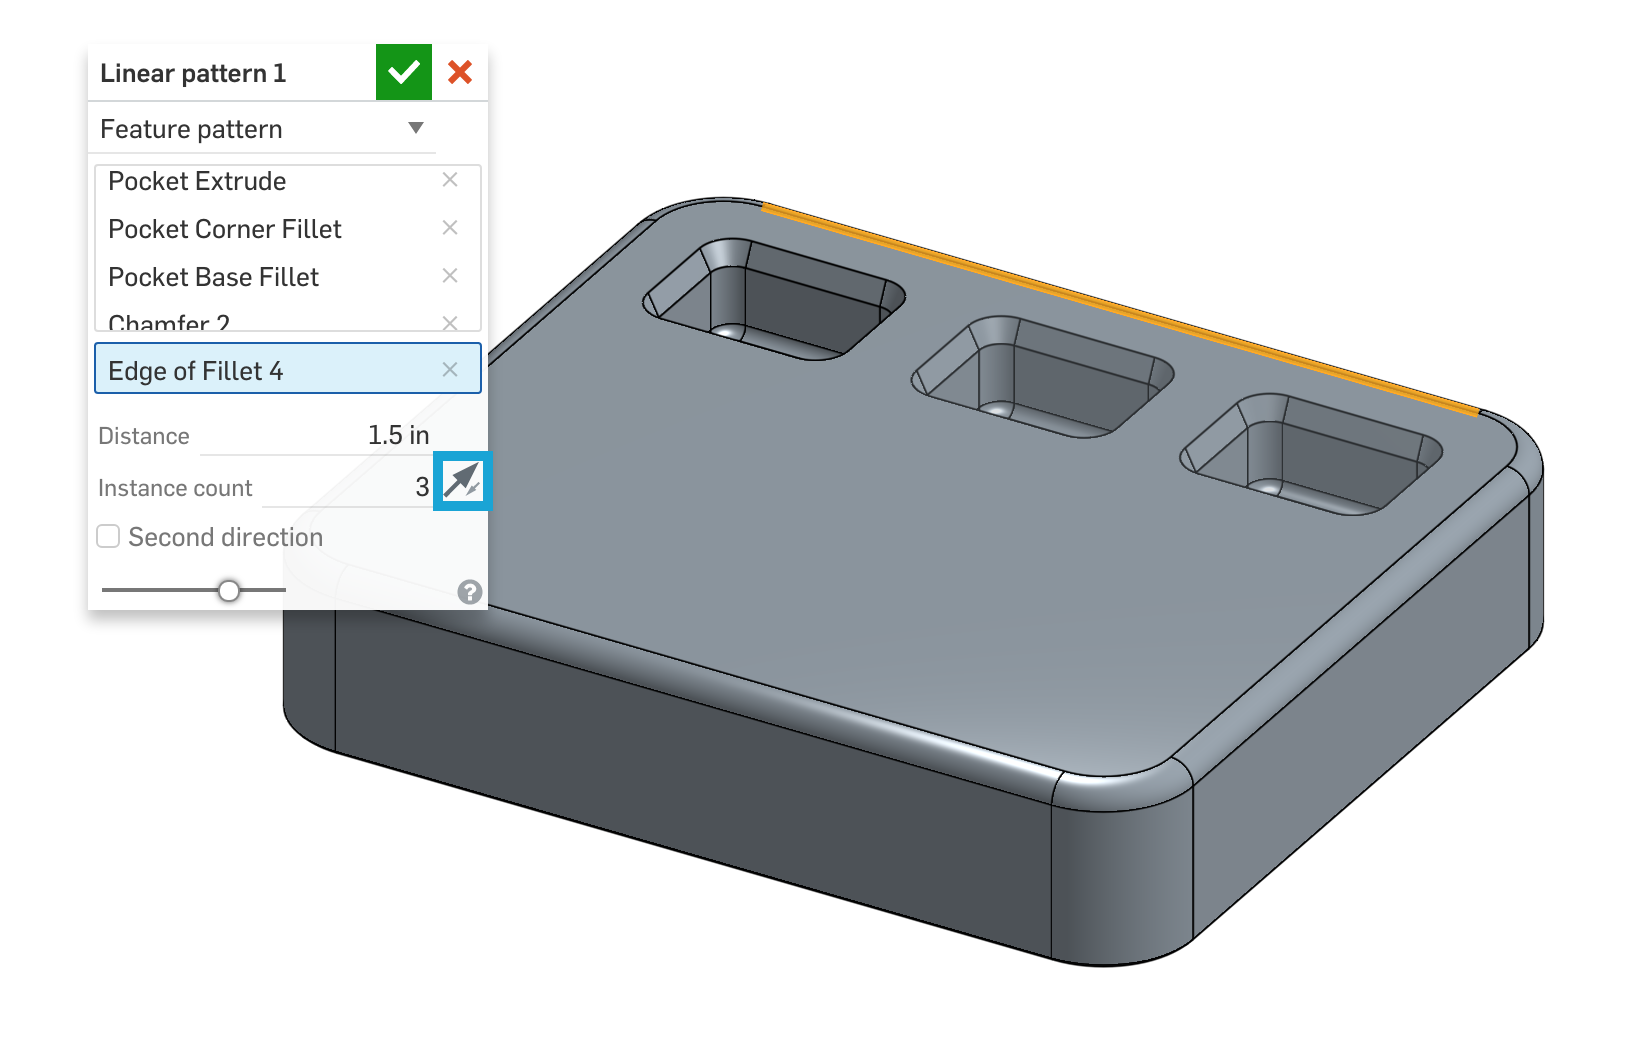 Linear pattern 1
Feature pattern
Pocket Extrude
Pocket Corner Fillet
Pocket Base Fillet
Chamfer 2
Edge of Fillet 4
Distance 1.5 in
Instance count 3
Second direction
?